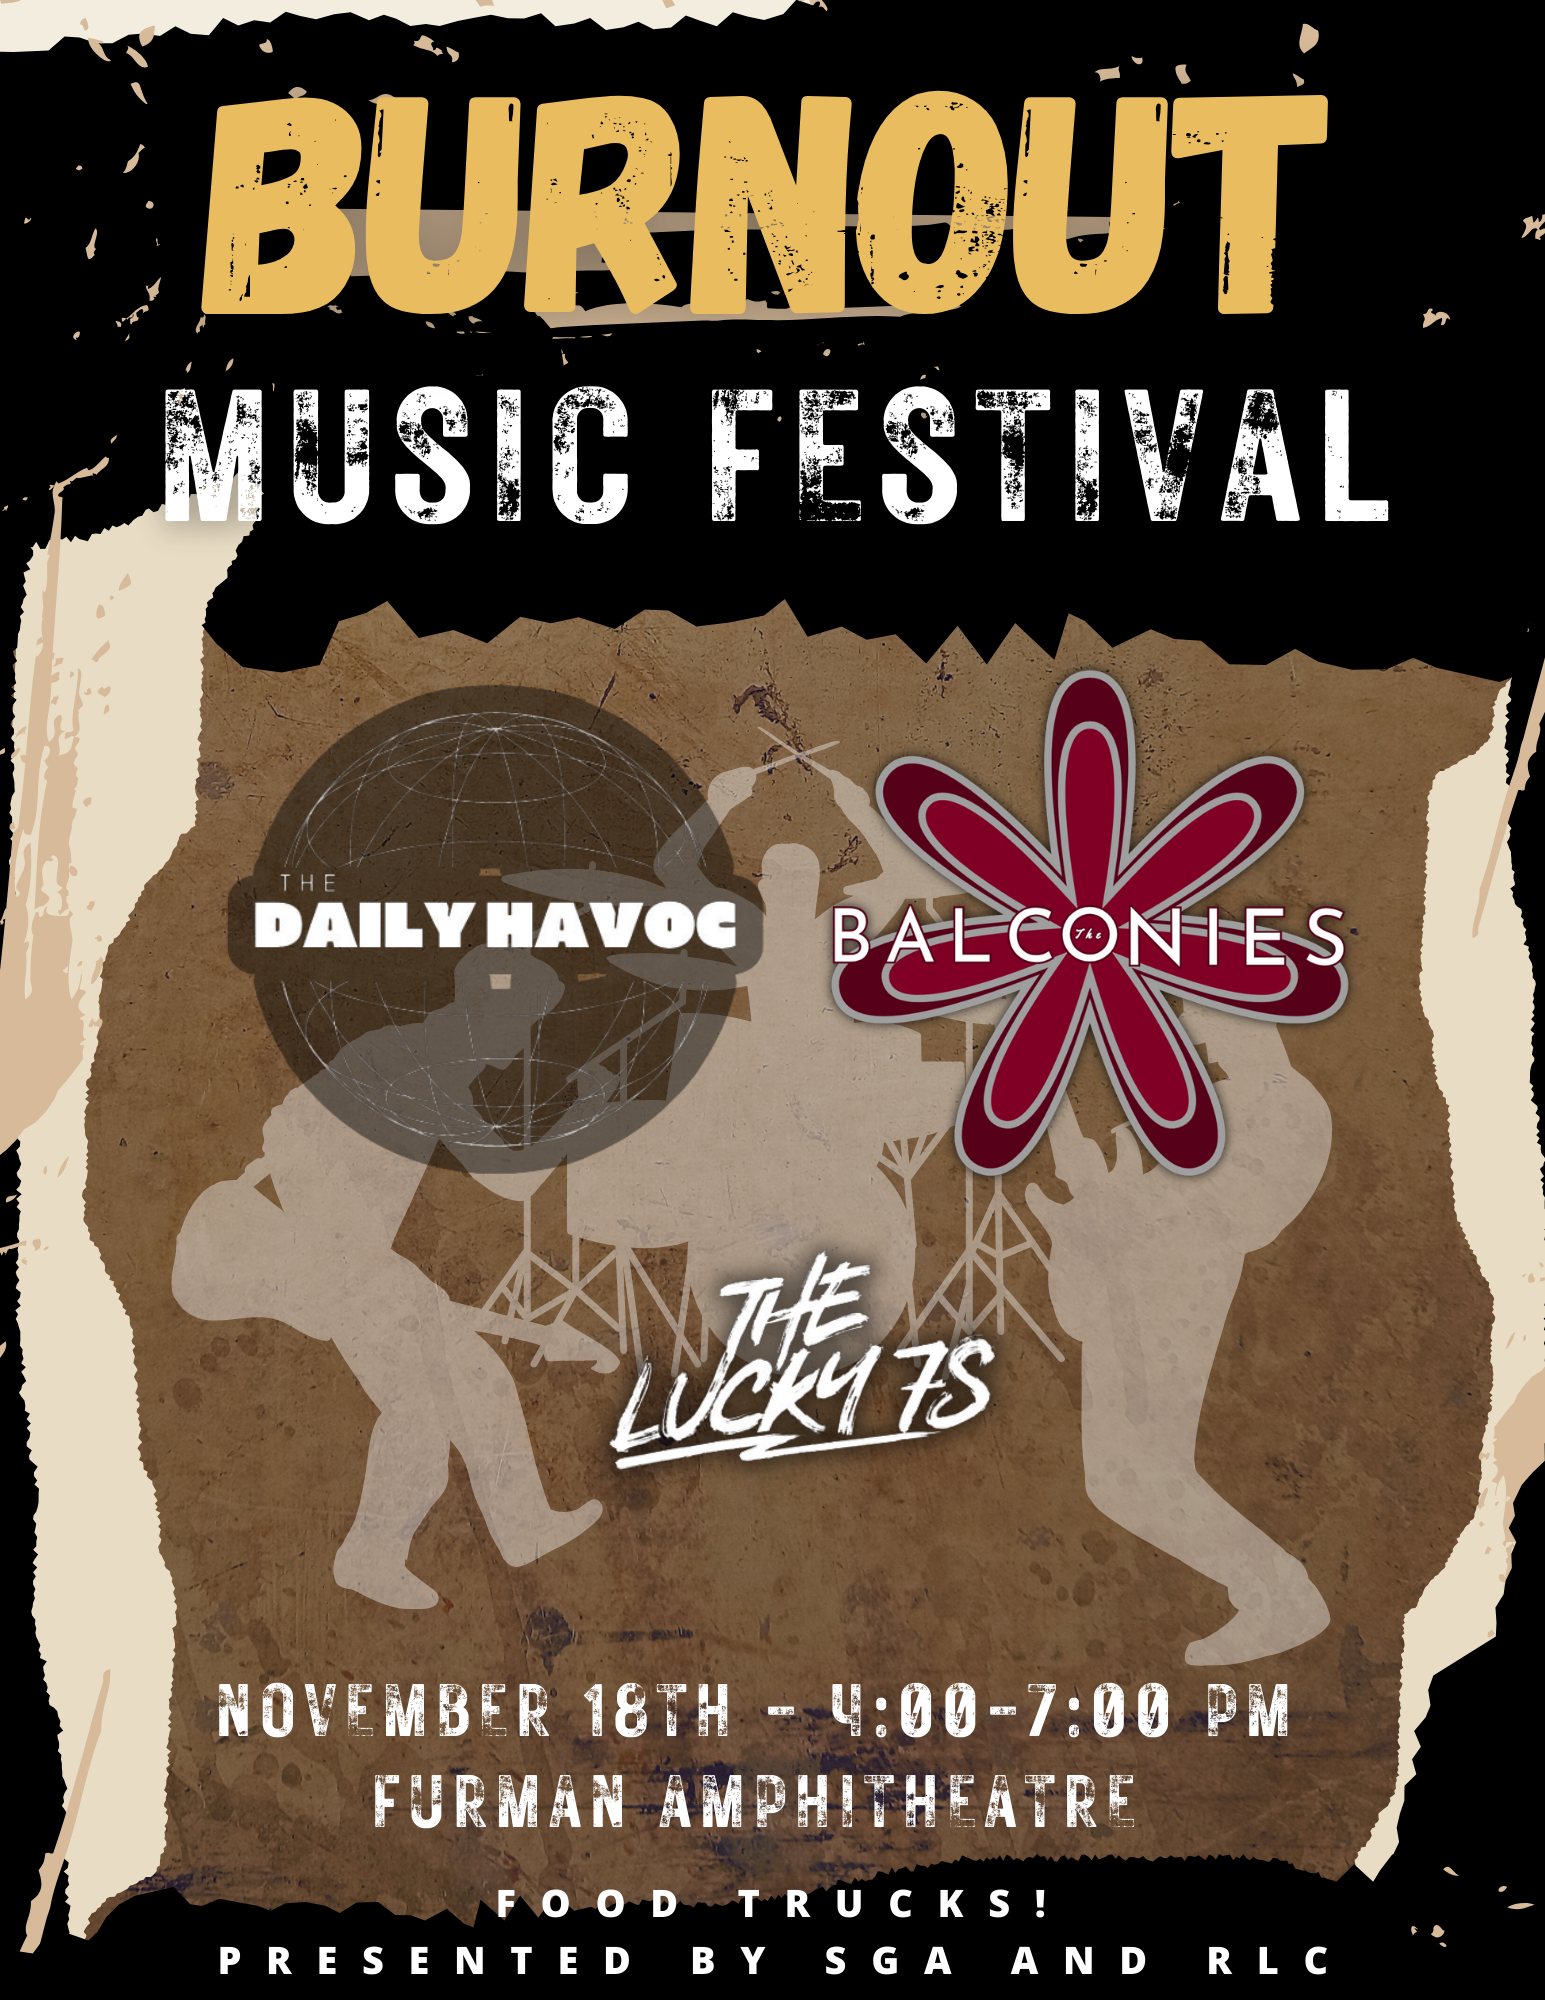 BURNOUT
MUSIC FESTIVAL
THE
DAILY HAVOC
The
BALCONIES
THE
LUCKY 7S
NOVEMBER 18TH - 4:00-7:00 PM
FURMAN AMPHITHEATRE
FOOD TRUCKS!
PRESENTED BY SGA AND RLC